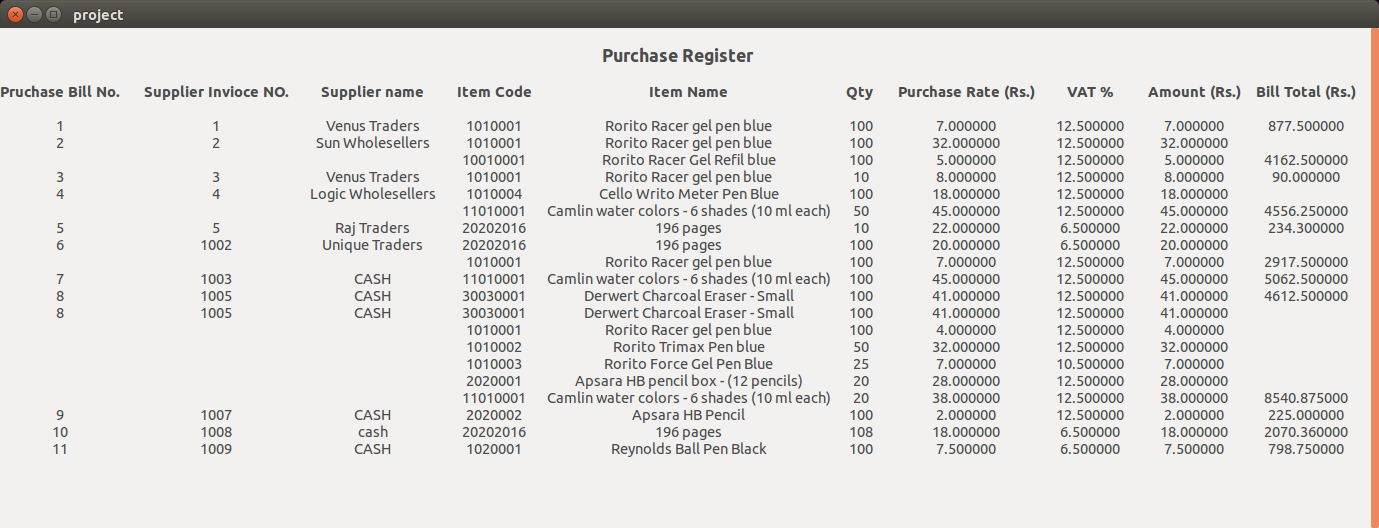 project
Purchase Register
Pruchase Bill No. Supplier Invioce NO. Supplier name Item Code Item Name Qty Purchase Rate (Rs.) VAT % Amount (Rs.) Bill Total (Rs.)
1 1 Venus Traders 1010001 Rorito Racer gel pen blue 100 7.000000 12.500000 7.000000 877.500000
2 2 Sun Wholesellers 1010001 Rorito Racer gel pen blue 100 32.000000 12.500000 32.000000
10010001 Rorito Racer Gel Refil blue 100 5.000000 12.500000 5.000000 4162.500000
3 3 Venus Traders 1010001 Rorito Racer gel pen blue 10 8.000000 12.500000 8.000000 90.000000
4 4 Logic Wholesellers 1010004 Cello Writo Meter Pen Blue 100 18.000000 12.500000 18.000000
11010001 Camlin water colors - 6 shades (10 ml each) 50 45.000000 12.500000 45.000000 4556.250000
5 5 Raj Traders 20202016 196 pages 10 22.000000 6.500000 22.000000 234.300000
6 1002 Unique Traders 20202016 196 pages 100 20.000000 6.500000 20.000000
1010001 Rorito Racer gel pen blue 100 7.000000 12.500000 7.000000 2917.500000
7 1003 CASH 11010001 Camlin water colors - 6 shades (10 ml each) 100 45.000000 12.500000 45.000000 5062.500000
8 1005 CASH 30030001 Derwert Charcoal Eraser - Small 100 41.000000 12.500000 41.000000 4612.500000
8 1005 CASH 30030001 Derwert Charcoal Eraser - Small 100 41.000000 12.500000 41.000000
1010001 Rorito Racer gel pen blue 100 4.000000 12.500000 4.000000
1010002 Rorito Trimax Pen blue 50 32.000000 12.500000 32.000000
1010003 Rorito Force Gel Pen Blue 25 7.000000 10.500000 7.000000
2020001 Apsara HB pencil box - (12 pencils) 20 28.000000 12.500000 28.000000
11010001 Camlin water colors - 6 shades (10 ml each) 20 38.000000 12.500000 38.000000 8540.875000
9 1007 CASH 2020002 Apsara HB Pencil 100 2.000000 12.500000 2.000000 225.000000
10 1008 cash 20202016 196 pages 108 18.000000 6.500000 18.000000 2070.360000
11 1009 CASH 1020001 Reynolds Ball Pen Black 100 7.500000 6.500000 7.500000 798.750000